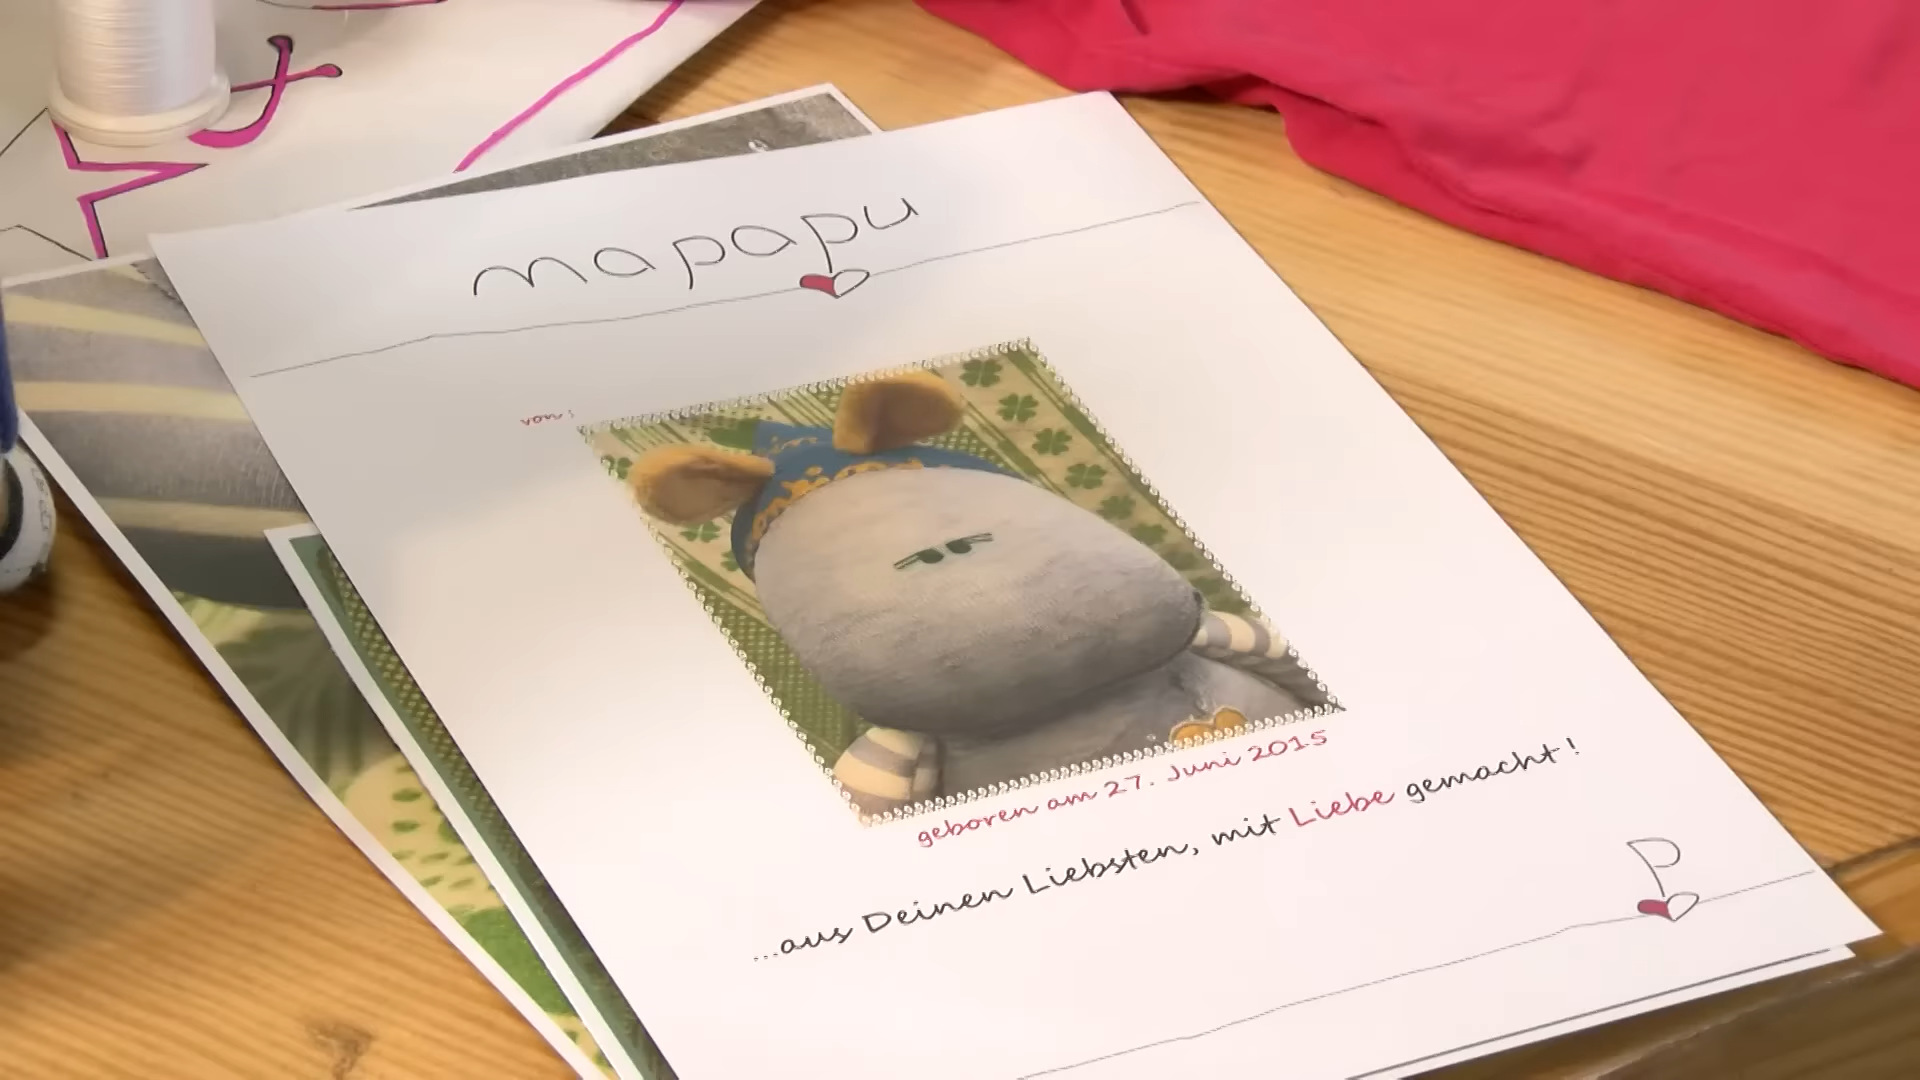 mapapu
von:
geboren am 27. Juni 2015
...aus Deinen Liebsten, mit Liebe gemacht!
P